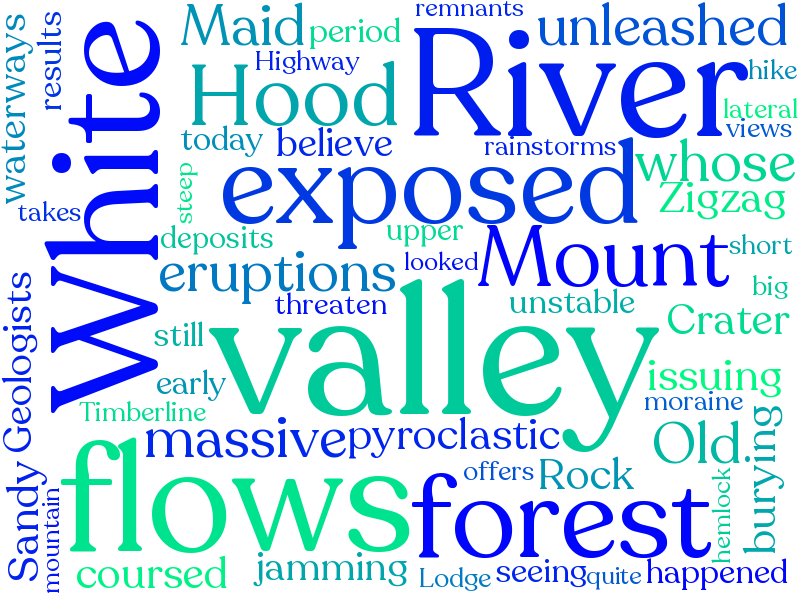 remnants
Maid
period
River
unleashed
Highway
hike
Hood
lateral
views
today
believe
rainstorms
waterways
results
White
takes
steep
exposed
whose
Zigzag
deposits
upper
looked
Mount
short
eruptions
threaten
unstable
big
Crater
still
valley
early
issuing
Timberline
moraine
Geologists
massive
pyroclastic
Old.
burying
offers
Rock
hemlock
Sandy
mountain
flows
forest
coursed
jamming
Lodge
seeing
quite
happened